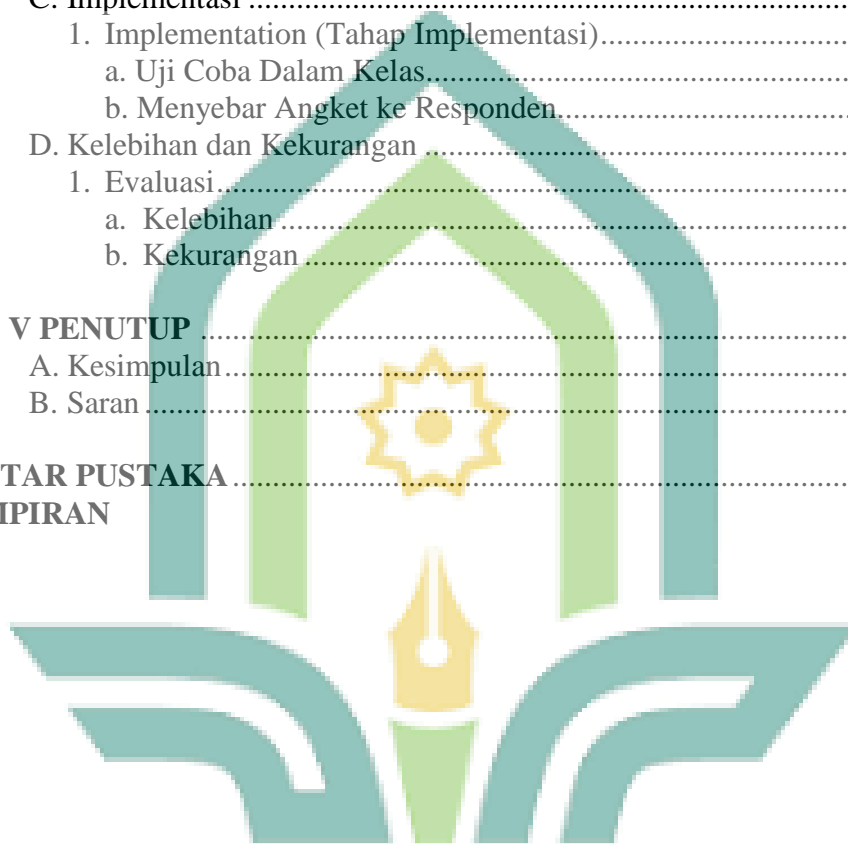 C. Implementasi ........................................................................
1. Implementation (Tahap Implementasi)................................
a. Uji Coba Dalam Kelas......................................................
b. Menyebar Angket ke Responden.....................................
D. Kelebihan dan Kekurangan .....................................................
1. Evaluasi................................................................................
a. Kelebihan ........................................................................
b. Kekurangan.....................................................................
V PENUTUP ................................................................................
A. Kesimpulan..............................................................................
B. Saran ........................................................................................
TAR PUSTAKA.............................................................................
MPIRAN